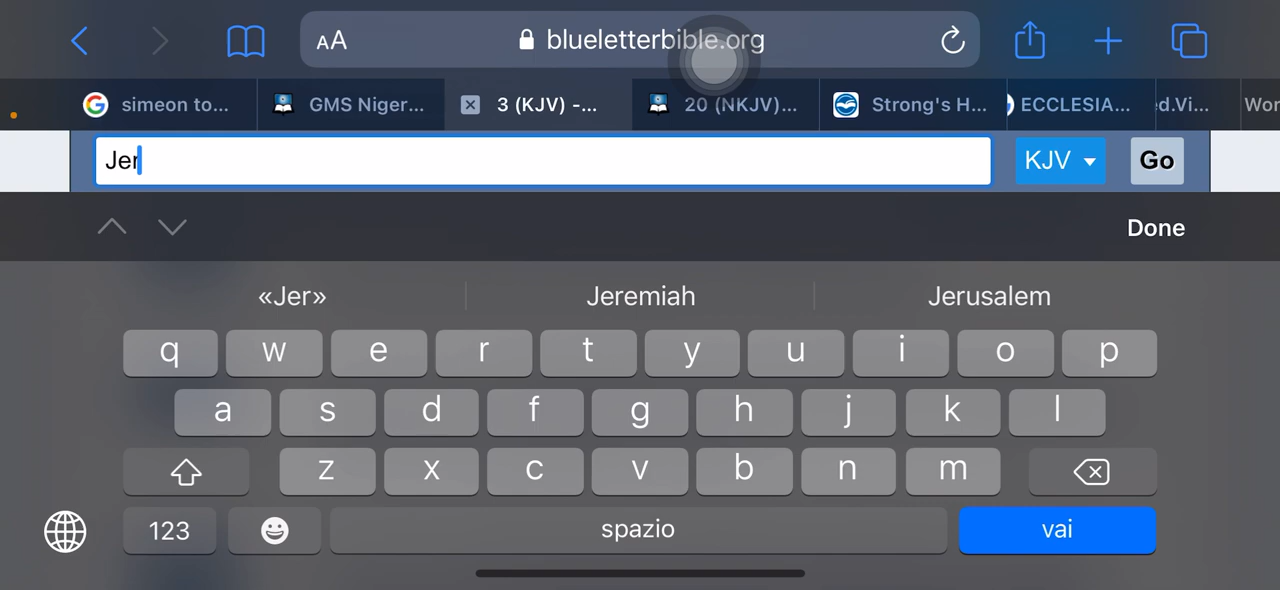 AA blueletterbible.org
simeon to... GMS Niger... 3 (KJV) -... 20 (NKJV)... Strong's H... ECCLESIA... ed.Vi... Wor
Jer KJV Go
Done
«Jer» Jeremiah Jerusalem
q w e r t y u i o p
a s d f g h j k l
z x c v b n m
123 spazio vai